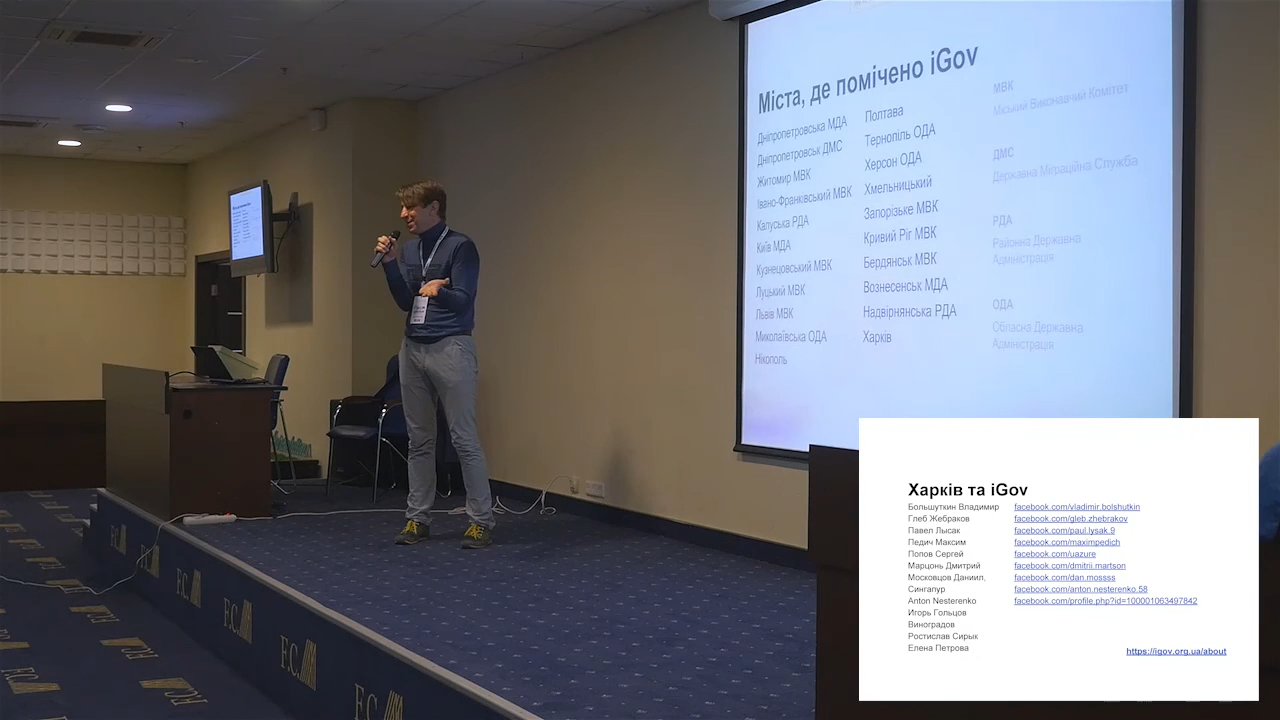 Міста, де помічено iGov
Дніпропетровська МДА
Дніпропетровськ ДМС
Житомир МВК
Івано-Франківський МВК
Калуська РДА
Київ МДА
Кузнецовський МВК
Луцький МВК
Львів МВК
Миколаївська ОДА
Нікополь
Полтава
Тернопіль ОДА
Херсон ОДА
Хмельницький
Запорізьке МВК
Кривий Ріг МВК
Бердянськ МВК
Вознесенськ МДА
Надвірнянська РДА
Харків
МВК
Міський Виконавчий Комітет
ДМС
Державна Міграційна Служба
РДА
Районна Державна
Адміністрація
ОДА
Обласна Державна
Адміністрація
Харків та iGov
Большуткин Владимир facebook.com/vladimir.bolshutkin
Глеб Жебраков facebook.com/gleb.zhebrakov
Павел Лысак facebook.com/paul.lysak.9
Педич Максим facebook.com/maximpedich
Попов Сергей facebook.com/uazure
Марцонь Дмитрий facebook.com/dmitrii.martson
Московцов Даниил, facebook.com/dan.mossss
Сингапур facebook.com/anton.nesterenko.58
Anton Nesterenko facebook.com/profile.php?id=100001063497842
Игорь Гольцов
Виноградов
Ростислав Сирык
Елена Петрова
https://igov.org.ua/about